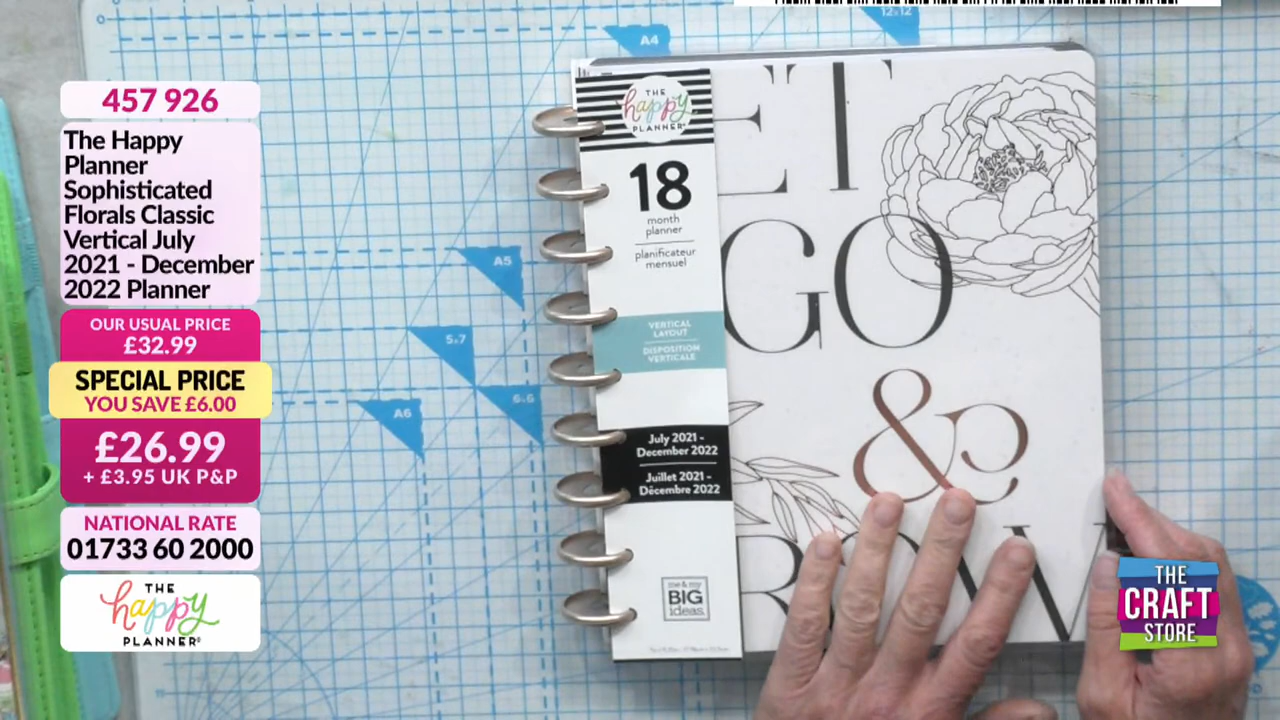 457 926
The Happy
Planner
Sophisticated
Florals Classic
Vertical July
2021 - December
2022 Planner
OUR USUAL PRICE
£32.99
SPECIAL PRICE
YOU SAVE £6.00
£26.99
+ £3.95 UK P&P
NATIONAL RATE
01733 60 2000
THE
happy
PLANNER®
12x12
A4
A5
5x7
6x6
A6
THE
happy
PLANNER®
18
month
planner
planificateur
mensuel
VERTICAL
LAYOUT
DISPOSITION
VERTICALE
July 2021 -
December 2022
Juillet 2021 -
Décembre 2022
me & my
BIG
ideas
ET
GO
&
ROW
THE
CRAFT
STORE